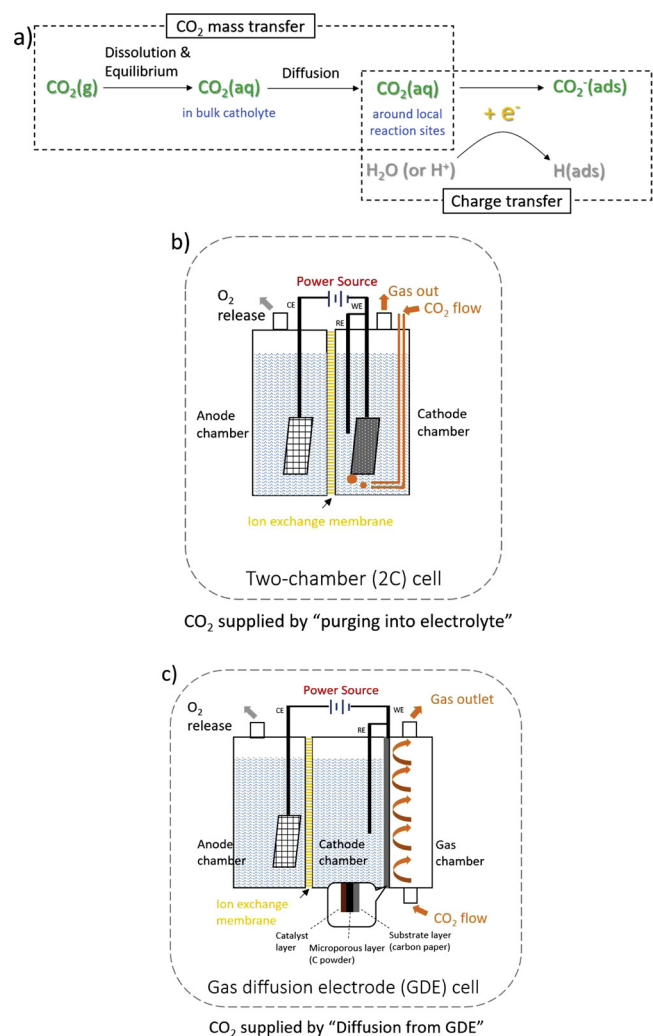 a)
CO₂ mass transfer
Dissolution &
Equilibrium
Diffusion
CO₂(g)
CO₂(aq)
CO₂(aq)
CO₂⁻(ads)
in bulk catholyte
around local
reaction sites
+ e⁻
H₂O (or H⁺)
H(ads)
Charge transfer
b)
Power Source
O₂
release
CE
WE
RE
Gas out
CO₂ flow
Anode
chamber
Cathode
chamber
Ion exchange membrane
Two-chamber (2C) cell
CO₂ supplied by “purging into electrolyte”
c)
Power Source
O₂
release
CE
WE
RE
Gas outlet
Anode
chamber
Cathode
chamber
Gas
chamber
Ion exchange
membrane
CO₂ flow
Catalyst
layer
Microporous layer
(C powder)
Substrate layer
(carbon paper)
Gas diffusion electrode (GDE) cell
CO₂ supplied by “Diffusion from GDE”